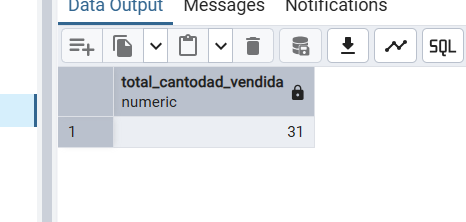 Data Output Messages Notifications
SQL
total_cantodad_vendida
numeric
1 31